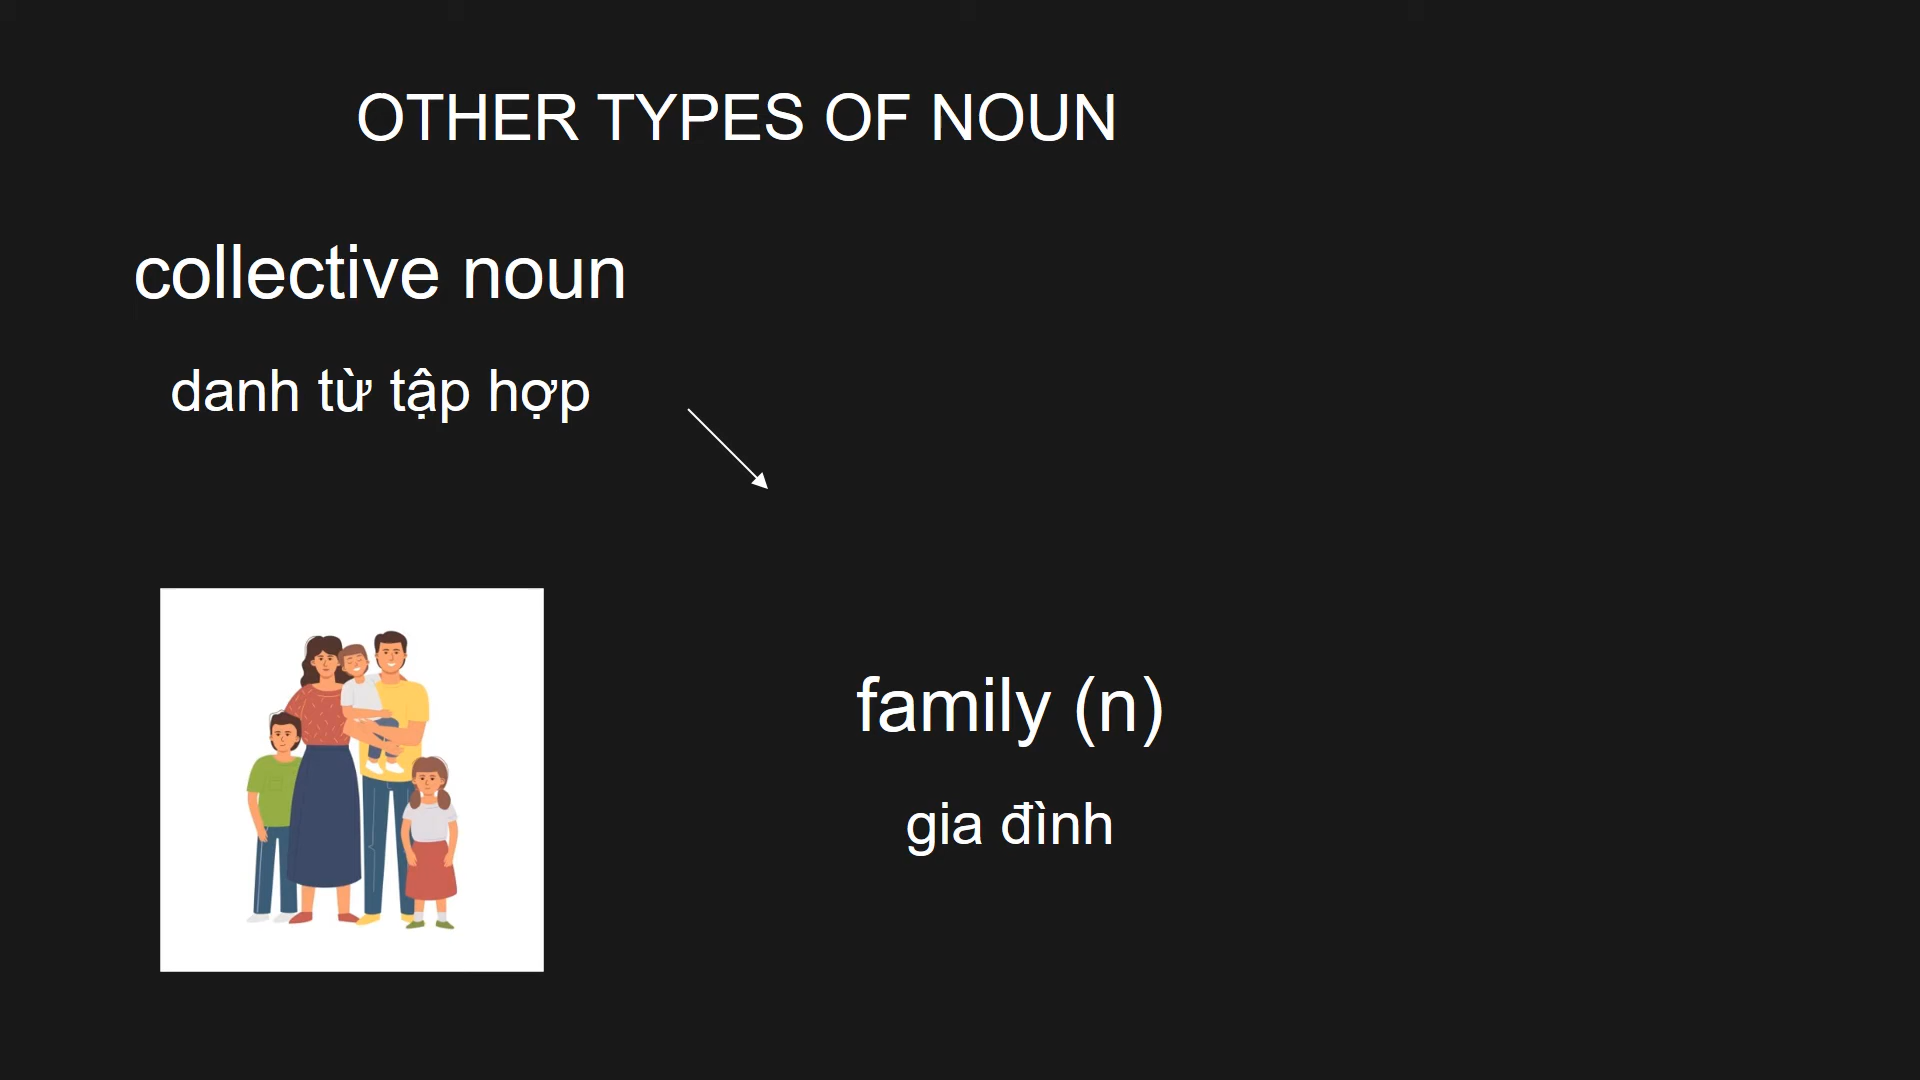 OTHER TYPES OF NOUN
collective noun
danh từ tập hợp
family (n)
gia đình